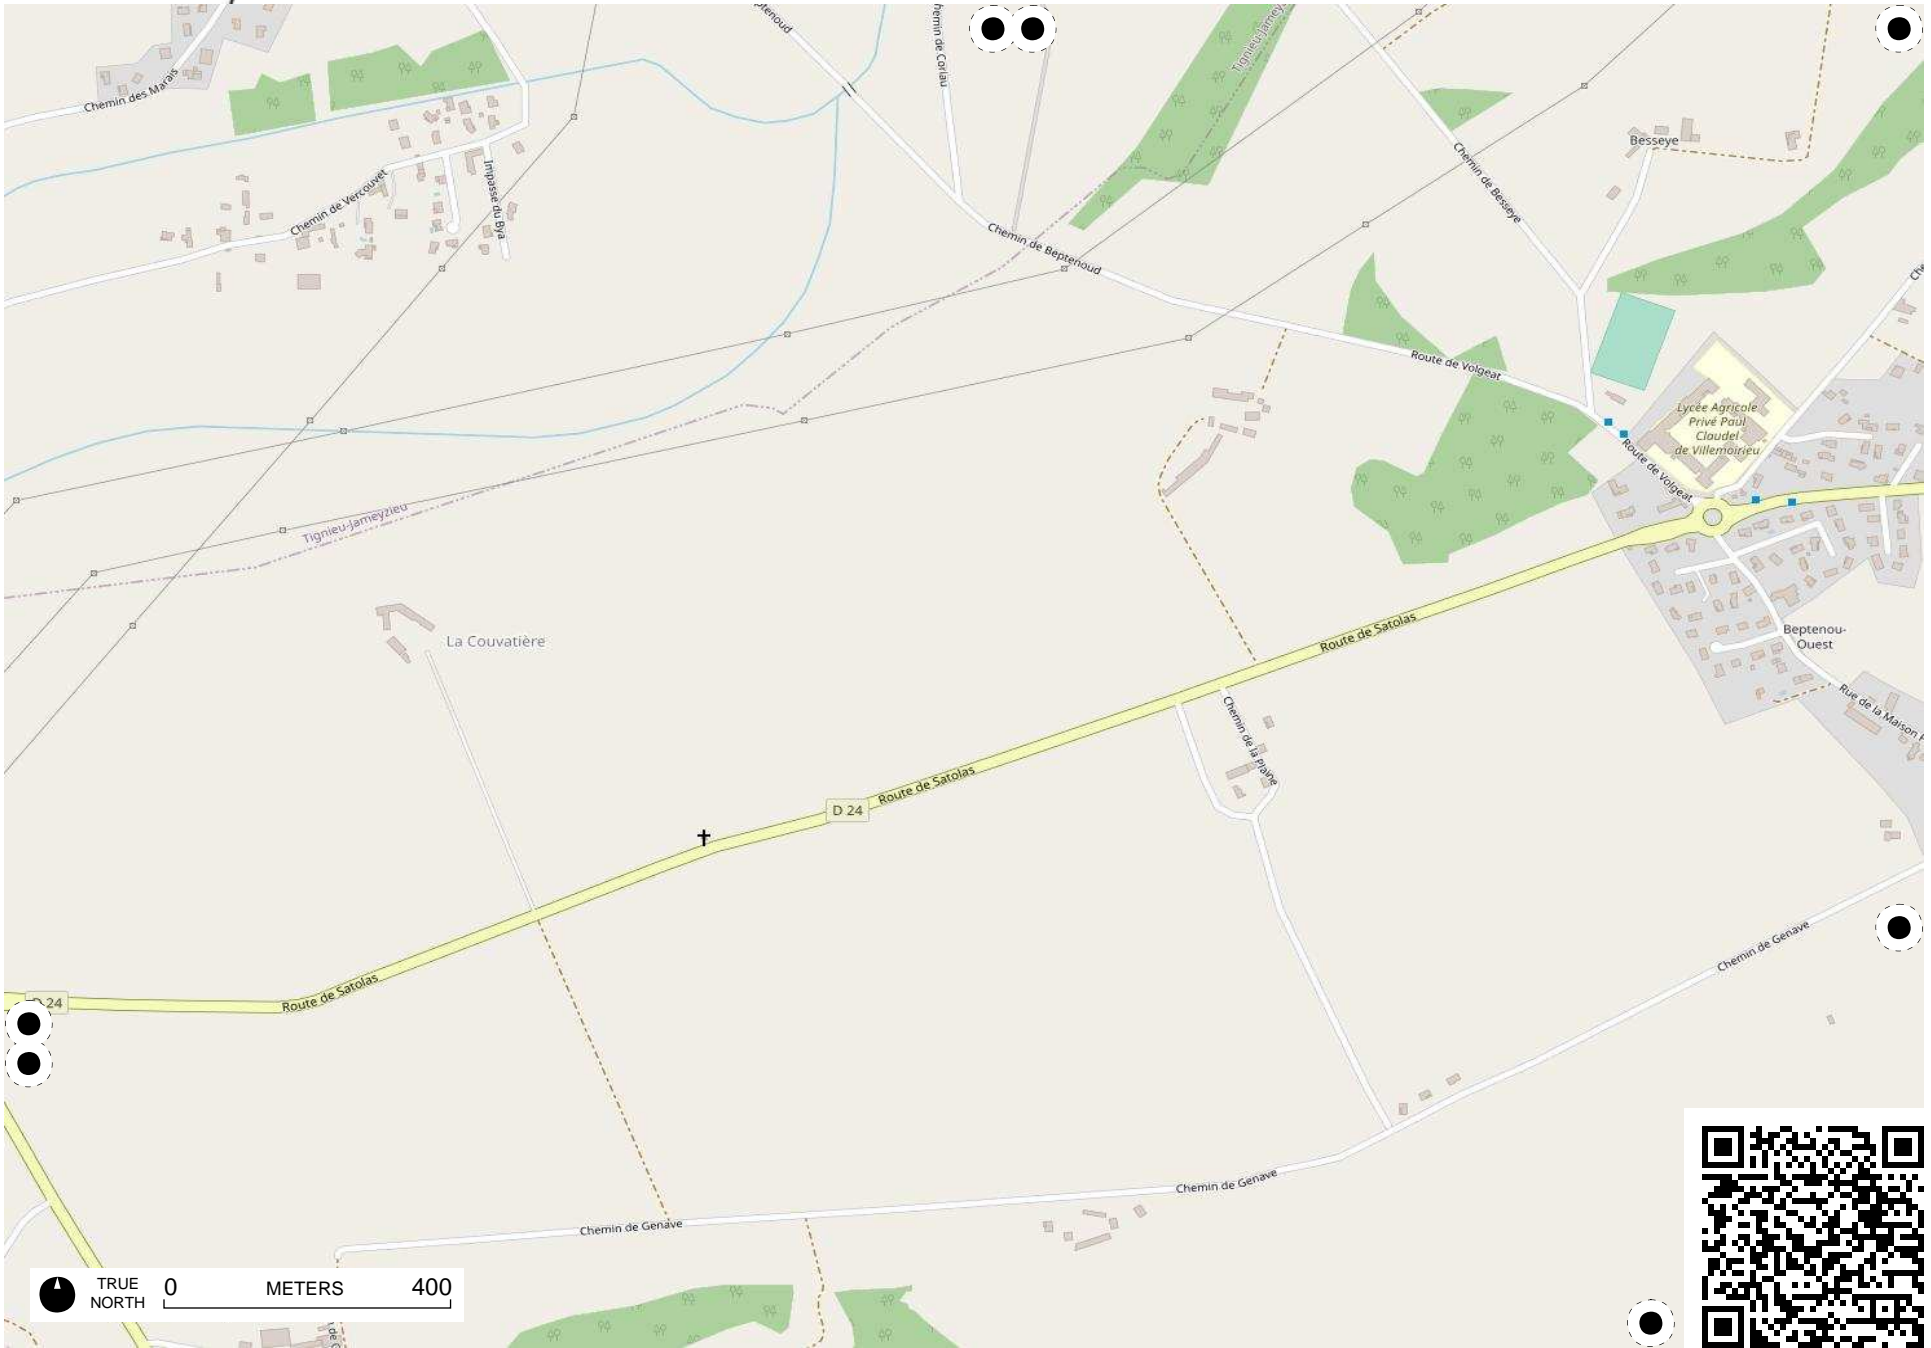 Chemin des Marais
Chemin de Corlau
Tignieu-Jamey
Chemin de Vercouvet
Impasse du Bya
Chemin de Beptenoud
Chemin de Besseye
Besseye
Route de Volgeat
Lycée Agricole
Privé Paul
Claudel
de Villemoirieu
Route de Volgeat
Tignieu-Jameyzieu
La Couvatière
Route de Satolas
Beptenou-
Ouest
Rue de la Maison
Chemin de la Plaine
Route de Satolas
D 24
Chemin de Genave
Route de Satolas
24
Chemin de Genave
Chemin de Genave
TRUE
NORTH
0 METERS 400